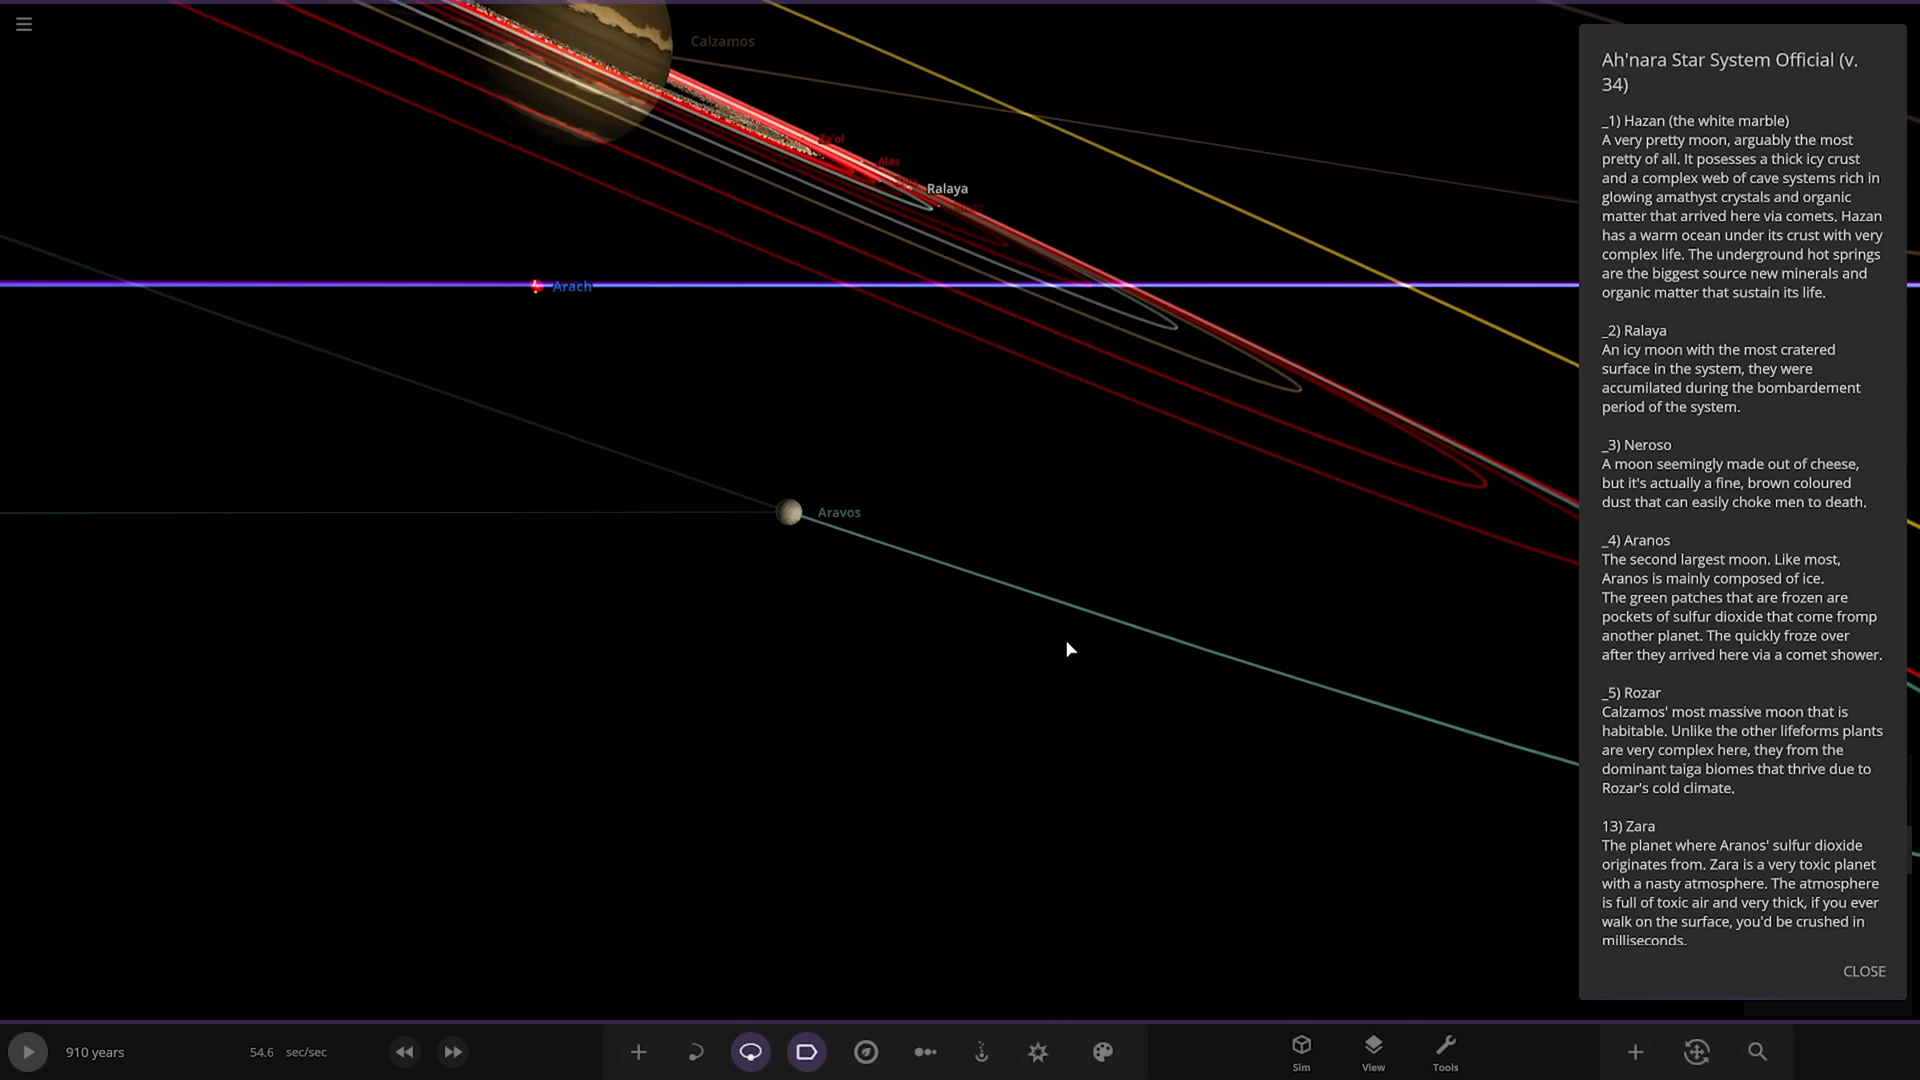 Calzamos
Za'el
Alas
Ralaya
Arach
Aravos
Ah'nara Star System Official (v.
34)
_1) Hazan (the white marble)
A very pretty moon, arguably the most
pretty of all. It posesses a thick icy crust
and a complex web of cave systems rich in
glowing amathyst crystals and organic
matter that arrived here via comets. Hazan
has a warm ocean under its crust with very
complex life. The underground hot springs
are the biggest source new minerals and
organic matter that sustain its life.
_2) Ralaya
An icy moon with the most cratered
surface in the system, they were
accumilated during the bombardement
period of the system.
_3) Neroso
A moon seemingly made out of cheese,
but it's actually a fine, brown coloured
dust that can easily choke men to death.
_4) Aranos
The second largest moon. Like most,
Aranos is mainly composed of ice.
The green patches that are frozen are
pockets of sulfur dioxide that come fromp
another planet. The quickly froze over
after they arrived here via a comet shower.
_5) Rozar
Calzamos' most massive moon that is
habitable. Unlike the other lifeforms plants
are very complex here, they from the
dominant taiga biomes that thrive due to
Rozar's cold climate.
13) Zara
The planet where Aranos' sulfur dioxide
originates from. Zara is a very toxic planet
with a nasty atmosphere. The atmosphere
is full of toxic air and very thick, if you ever
walk on the surface, you'd be crushed in
milliseconds.
CLOSE
910 years
54.6 sec/sec
Sim
View
Tools